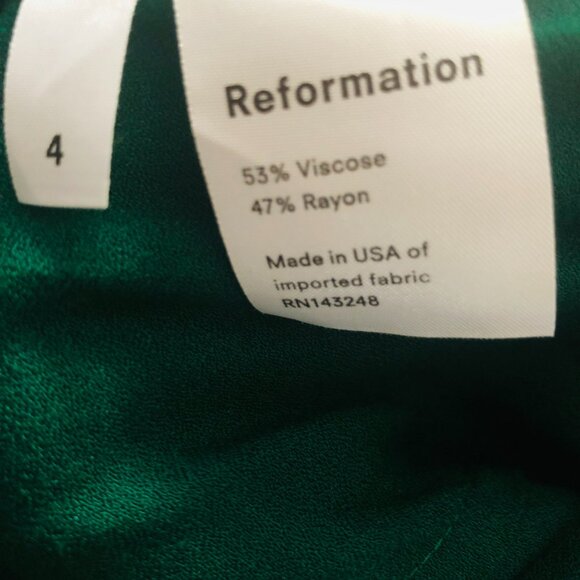 4
Reformation
53% Viscose
47% Rayon
Made in USA of
imported fabric
RN143248